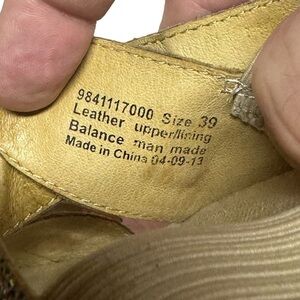 9841117000 Size 39
Leather upper/lining
Balance man made
Made in China 04-09-13